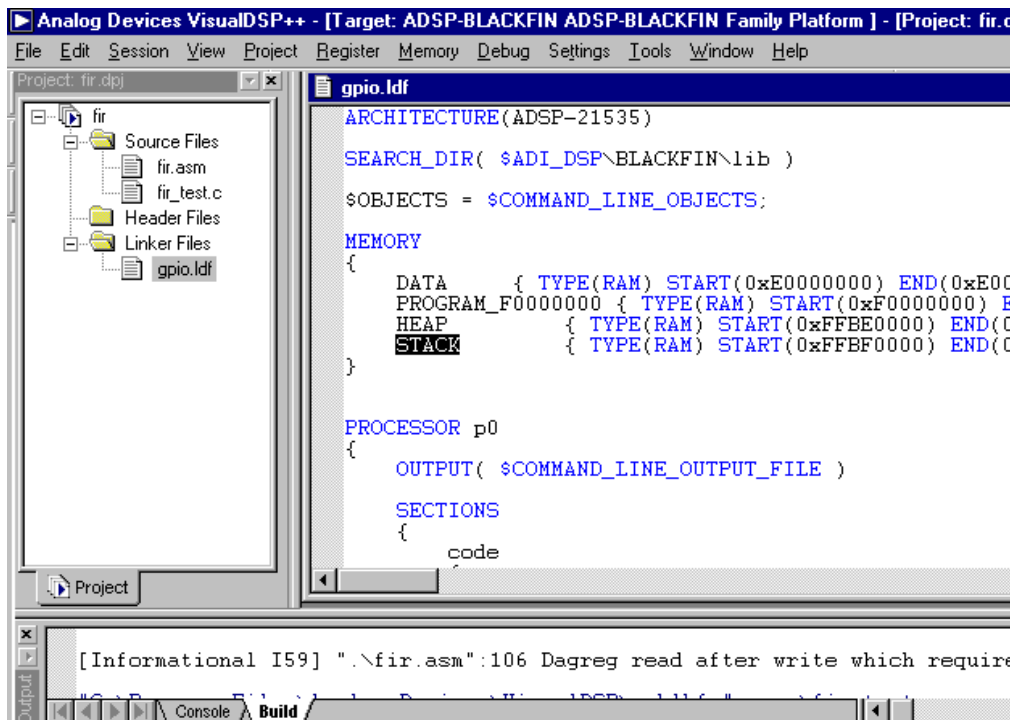 Analog Devices VisualDSP++ - [Target: ADSP-BLACKFIN ADSP-BLACKFIN Family Platform ] - [Project: fir.
File Edit Session View Project Register Memory Debug Settings Tools Window Help
Project: fir.dpj
fir
Source Files
fir.asm
fir_test.c
Header Files
Linker Files
gpio.ldf
Project
gpio.ldf
ARCHITECTURE(ADSP-21535)
SEARCH_DIR( $ADI_DSP\BLACKFIN\lib )
$OBJECTS = $COMMAND_LINE_OBJECTS;
MEMORY
{
DATA { TYPE(RAM) START(0xE0000000) END(0xE00
PROGRAM_F0000000 { TYPE(RAM) START(0xF0000000) E
HEAP { TYPE(RAM) START(0xFFBE0000) END(0
STACK { TYPE(RAM) START(0xFFBF0000) END(0
}
PROCESSOR p0
{
OUTPUT( $COMMAND_LINE_OUTPUT_FILE )
SECTIONS
{
code
[Informational I59] ".\fir.asm":106 Dagreg read after write which require
Output
Console Build